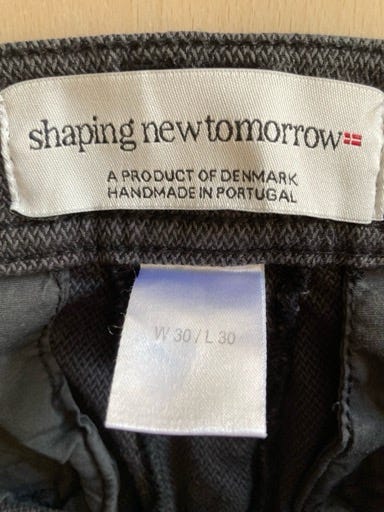 shaping new tomorrow
A PRODUCT OF DENMARK
HANDMADE IN PORTUGAL
W 30 / L 30